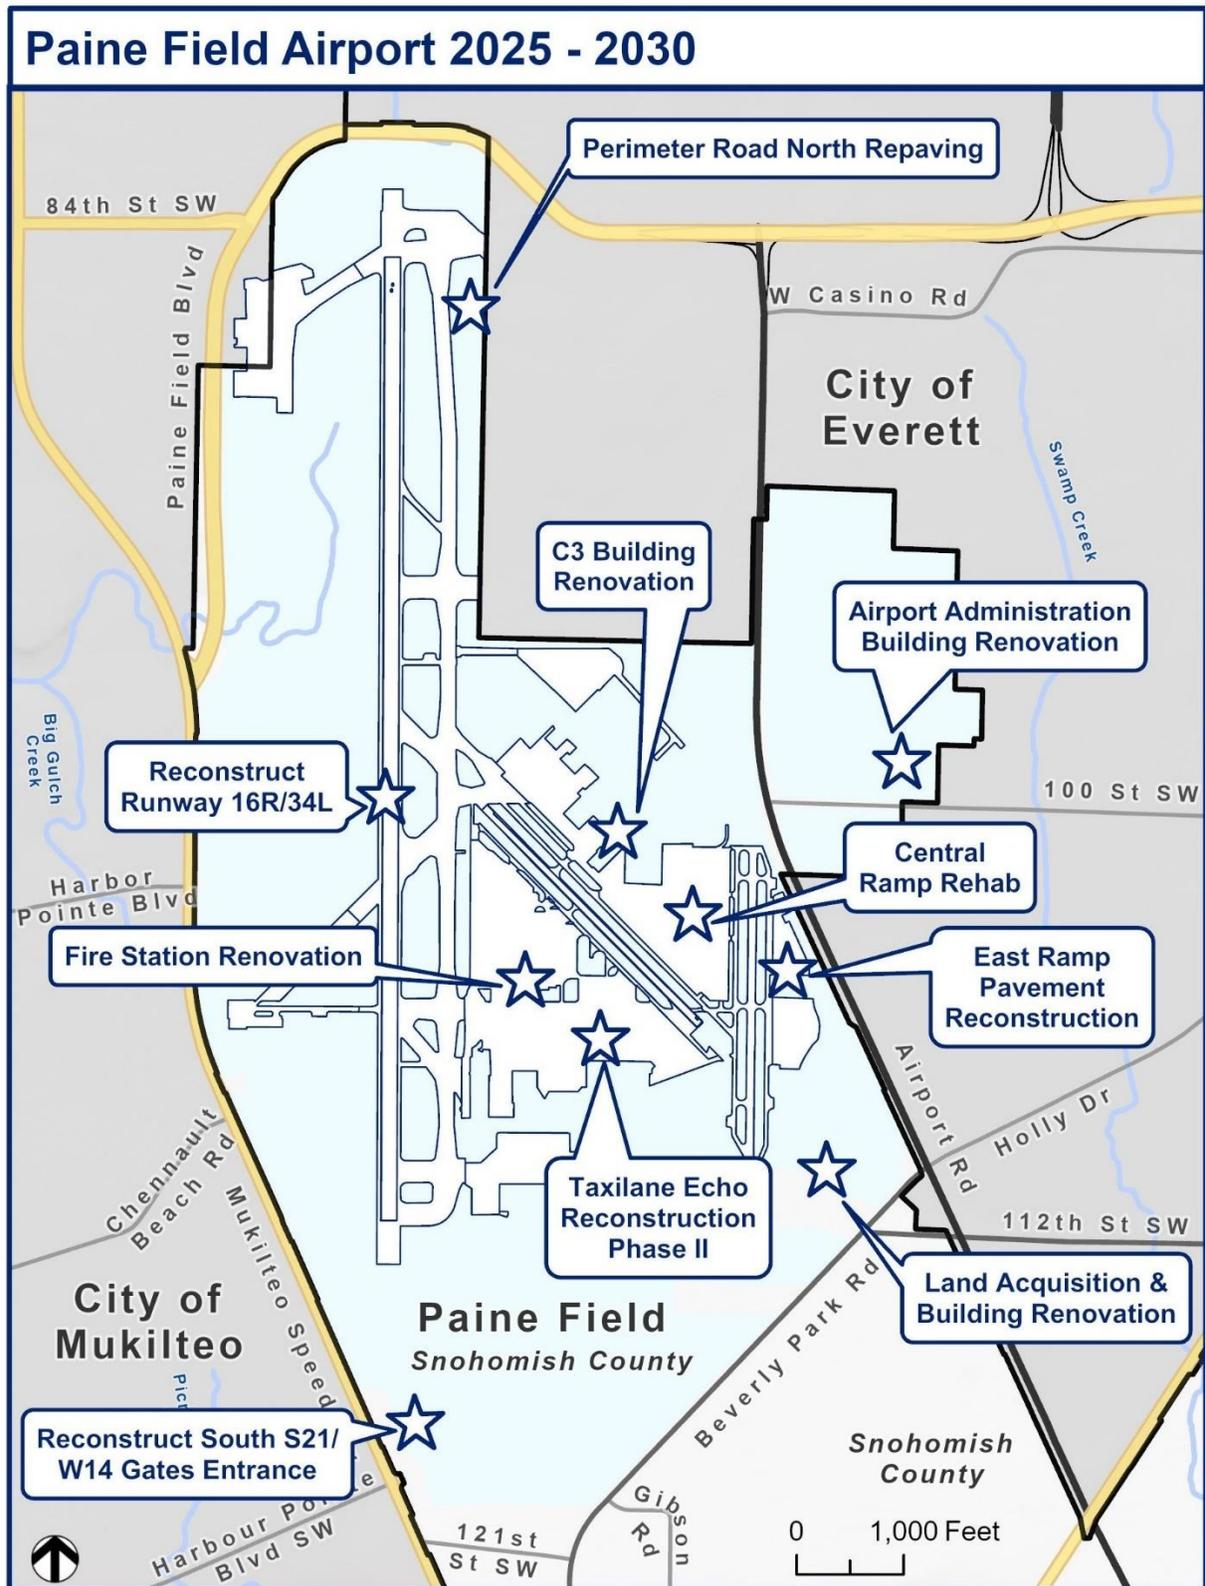 Paine Field Airport 2025 - 2030
Perimeter Road North Repaving
84th St SW
Paine Field Blvd
W Casino Rd
City of
Everett
Swamp Creek
C3 Building
Renovation
Airport Administration
Building Renovation
Big Gulch
Creek
Reconstruct
Runway 16R/34L
100 St SW
Central
Ramp Rehab
Harbor
Pointe Blvd
Fire Station Renovation
East Ramp
Pavement
Reconstruction
Airport Rd
Holly Dr
Chennault
Beach Rd
Mukilteo Speed
Taxilane Echo
Reconstruction
Phase II
112th St SW
Land Acquisition &
Building Renovation
City of
Mukilteo
Paine Field
Snohomish County
Beverly Park Rd
Reconstruct South S21/
W14 Gates Entrance
Snohomish
County
Harbour
Blvd SW
121st
St SW
Gibson
Rd
0 1,000 Feet